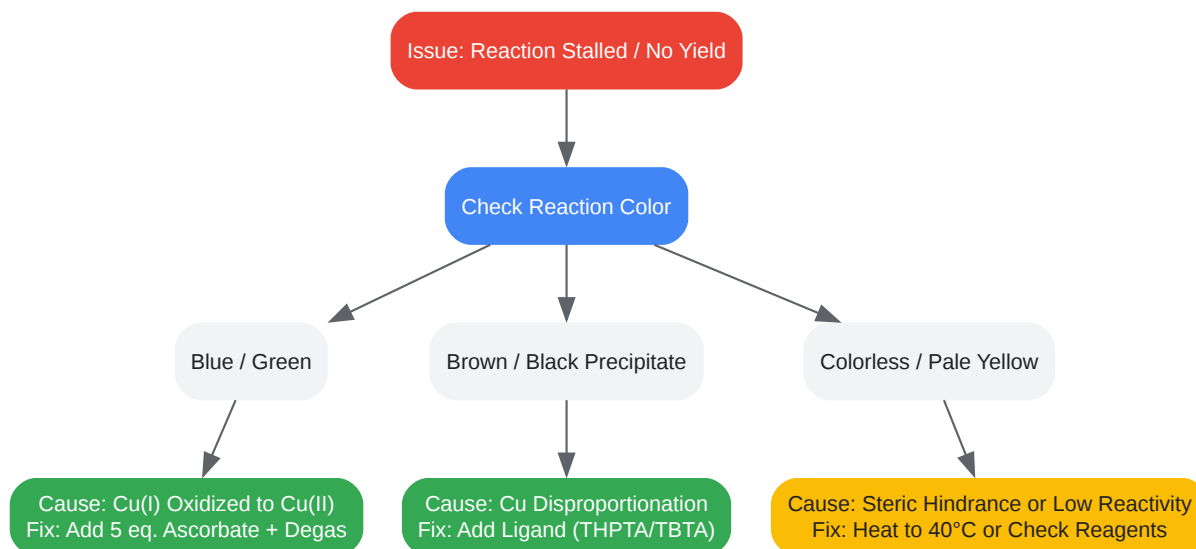 Issue: Reaction Stalled / No Yield
Check Reaction Color
Blue / Green
Brown / Black Precipitate
Colorless / Pale Yellow
Cause: Cu(I) Oxidized to Cu(II)
Fix: Add 5 eq. Ascorbate + Degas
Cause: Cu Disproportionation
Fix: Add Ligand (THPTA/TBTA)
Cause: Steric Hindrance or Low Reactivity
Fix: Heat to 40°C or Check Reagents